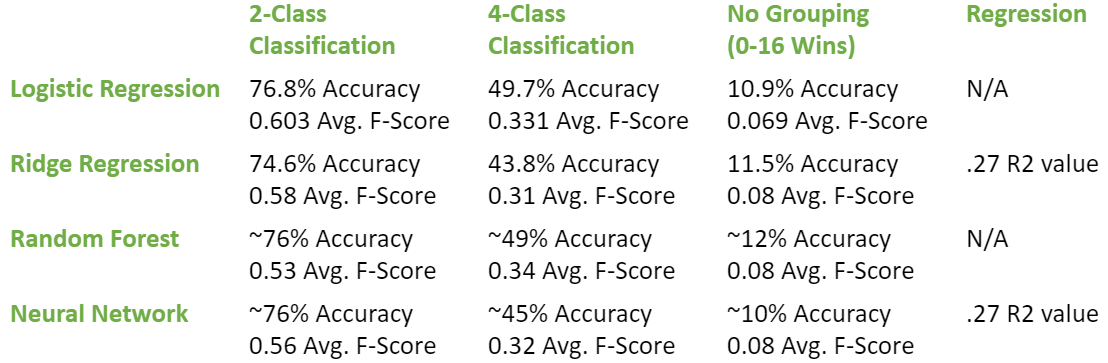 2-Class 4-Class No Grouping Regression
Classification Classification (0-16 Wins)
Logistic Regression 76.8% Accuracy 49.7% Accuracy 10.9% Accuracy N/A
0.603 Avg. F-Score 0.331 Avg. F-Score 0.069 Avg. F-Score
Ridge Regression 74.6% Accuracy 43.8% Accuracy 11.5% Accuracy .27 R2 value
0.58 Avg. F-Score 0.31 Avg. F-Score 0.08 Avg. F-Score
Random Forest ~76% Accuracy ~49% Accuracy ~12% Accuracy N/A
0.53 Avg. F-Score 0.34 Avg. F-Score 0.08 Avg. F-Score
Neural Network ~76% Accuracy ~45% Accuracy ~10% Accuracy .27 R2 value
0.56 Avg. F-Score 0.32 Avg. F-Score 0.08 Avg. F-Score